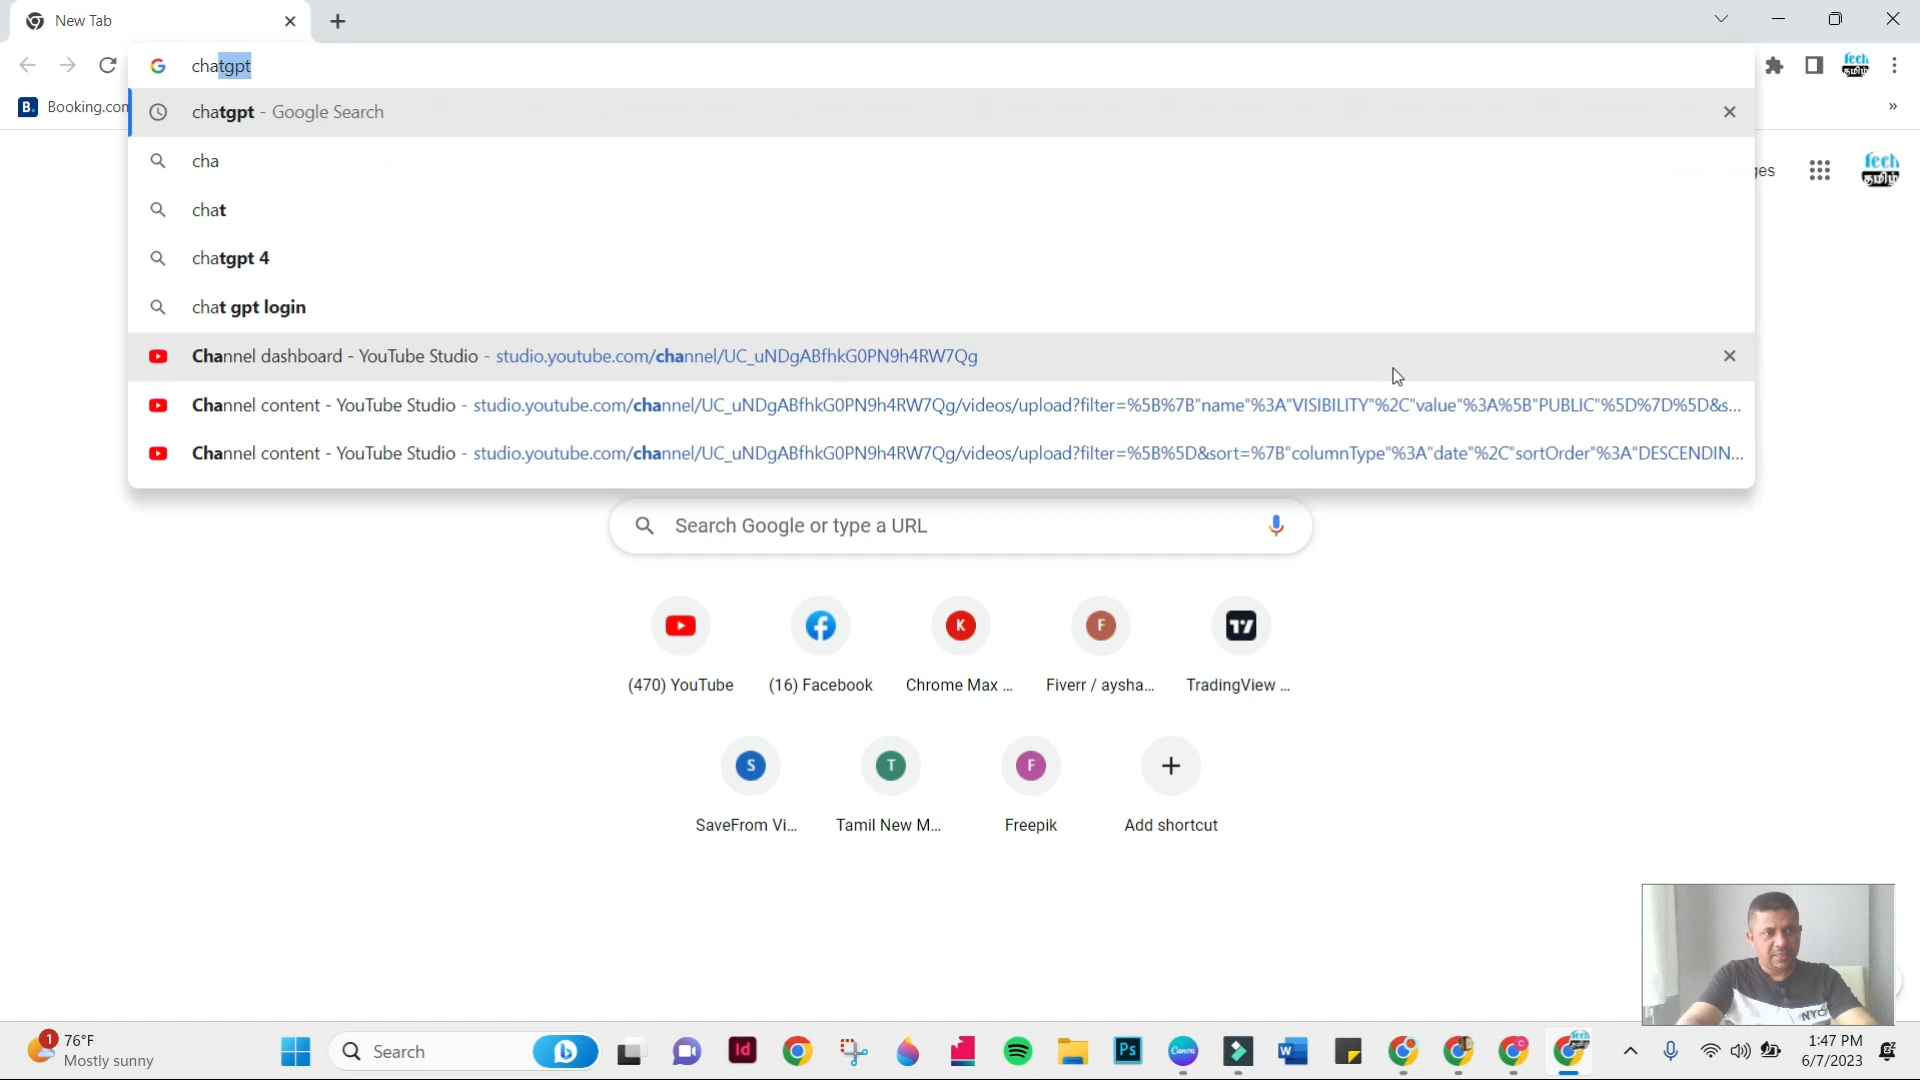 New Tab
chatgpt
Booking.com
chatgpt - Google Search
cha
chat
chatgpt 4
chat gpt login
Channel dashboard - YouTube Studio - studio.youtube.com/channel/UC_uNDgABfhkG0PN9h4RW7Qg
Channel content - YouTube Studio - studio.youtube.com/channel/UC_uNDgABfhkG0PN9h4RW7Qg/videos/upload?filter=%5B%7B"name"%3A"VISIBILITY"%2C"value"%3A%5B"PUBLIC"%5D%7D%5D&s...
Channel content - YouTube Studio - studio.youtube.com/channel/UC_uNDgABfhkG0PN9h4RW7Qg/videos/upload?filter=%5B%5D&sort=%7B"columnType"%3A"date"%2C"sortOrder"%3A"DESCENDIN...
ges
Tech
தமிழ்
Search Google or type a URL
(470) YouTube (16) Facebook Chrome Max ... Fiverr / aysha... TradingView ...
SaveFrom Vi... Tamil New M... Freepik Add shortcut
NYC
1 76°F
Mostly sunny
Search
1:47 PM
6/7/2023